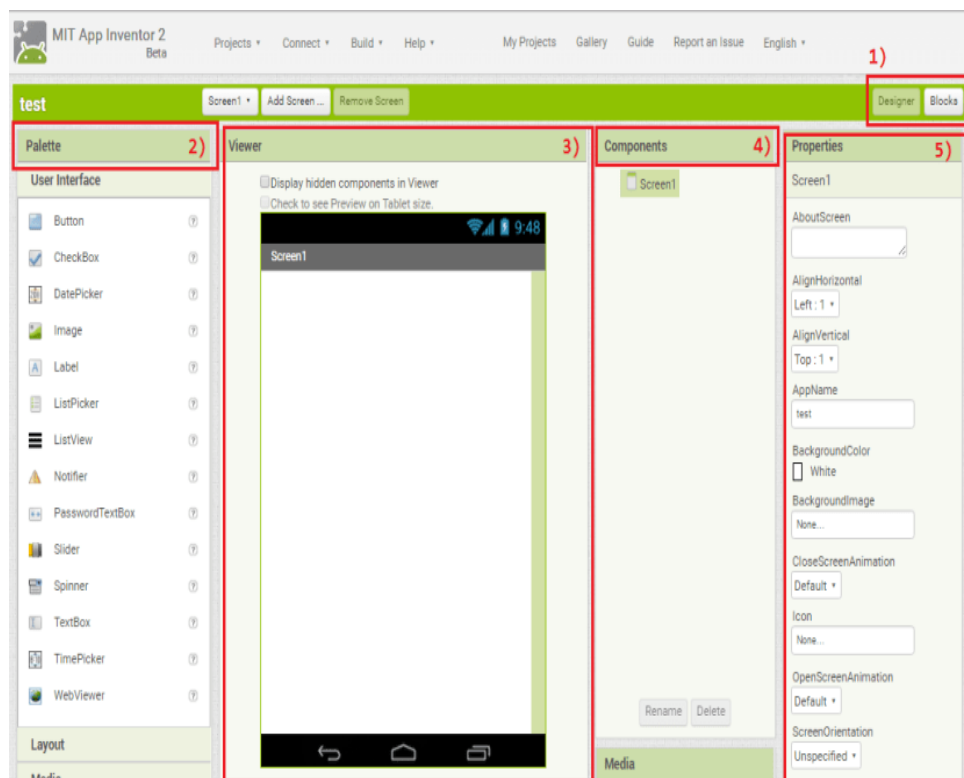 MIT App Inventor 2
Beta
Projects Connect Build Help My Projects Gallery Guide Report an Issue English
1)
test Screen1 Add Screen ... Remove Screen Designer Blocks
Palette 2) Viewer 3) Components 4) Properties 5)
User Interface
Button
CheckBox
DatePicker
Image
Label
ListPicker
ListView
Notifier
PasswordTextBox
Slider
Spinner
TextBox
TimePicker
WebViewer
Layout
Media
Display hidden components in Viewer
Check to see Preview on Tablet size.
9:48
Screen1
Screen1
Rename Delete
Media
Screen1
AboutScreen
AlignHorizontal
Left : 1
AlignVertical
Top : 1
AppName
test
BackgroundColor
White
BackgroundImage
None...
CloseScreenAnimation
Default
Icon
None...
OpenScreenAnimation
Default
ScreenOrientation
Unspecified